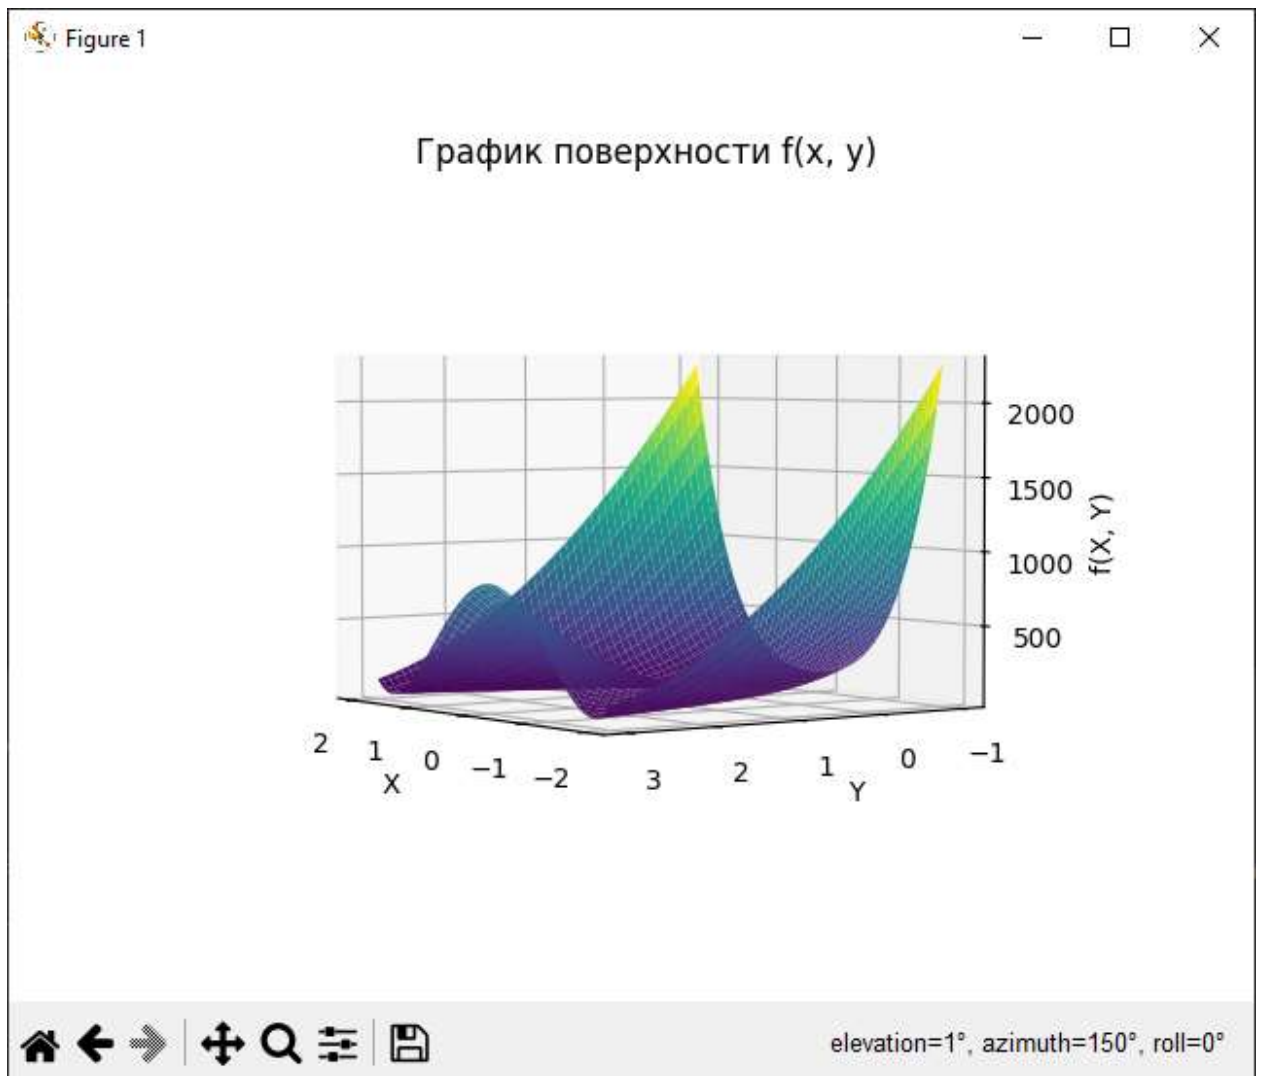 Figure 1
График поверхности f(x, y)
2000
1500
1000
500
f(X, Y)
2 1 0 −1 −2
X
3 2 1 0 −1
Y
elevation=1°, azimuth=150°, roll=0°